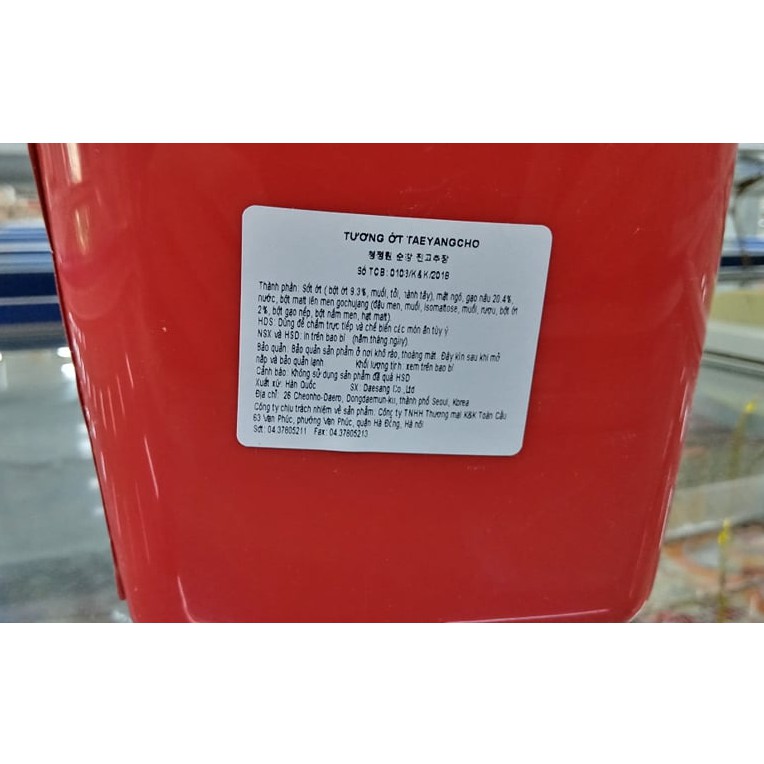 TƯƠNG ỚT TAEYANGCHO
청정원 순창 찰고추장
Số TCB: 0103/K&K/2018
Thành phần: Sốt ớt ( bột ớt 9.3%, muối, tỏi, hành tây), mật ngô, gạo nâu 20.4%,
nước, bột matt lên men gochujang (đậu men, muối, isomaltose, muối, rượu, bột ớt
2%, bột gạo nếp, bột nấm men, hạt matt).
HDS: Dùng để chấm trực tiếp và chế biến các món ăn tùy ý
NSX và HSD: In trên bao bì (năm tháng ngày)
Bảo quản: Bảo quản sản phẩm ở nơi khô ráo, thoáng mát. Đậy kín sau khi mở
nắp và bảo quản lạnh Khối lượng tịnh: xem trên bao bì
Cảnh báo: Không sử dụng sản phẩm đã quá HSD
Xuất xứ: Hàn Quốc SX: Daesang Co.,Ltd
Địa chỉ: 26 Cheonho-Daero, Dongdaemun-ku, thành phố Seoul, Korea
Công ty chịu trách nhiệm về sản phẩm: Công ty TNHH Thương mại K&K Toàn Cầu
63 Vạn Phúc, phường Vạn Phúc, quận Hà Đông, Hà nội
Sđt: 04.37805211 Fax: 04.37805213